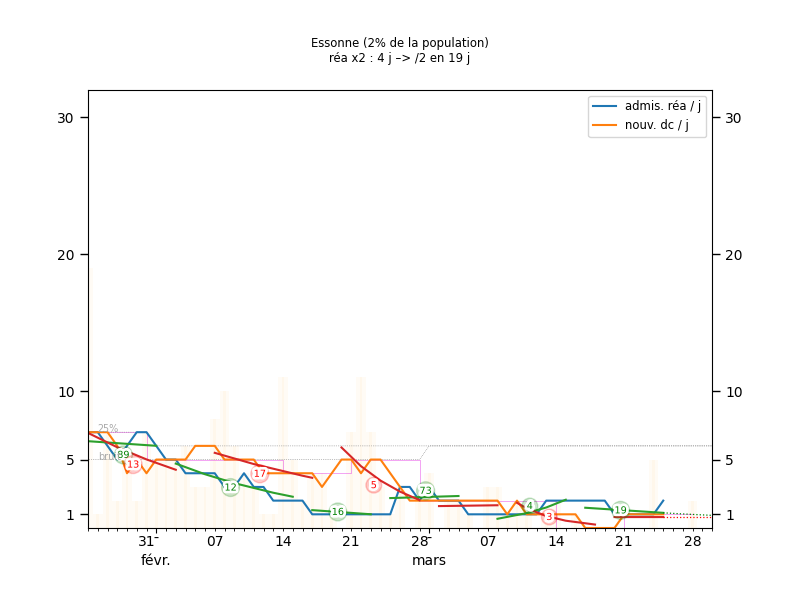 Essonne (2% de la population)
réa x2 : 4 j –> /2 en 19 j
admis. réa / j
nouv. dc / j
30 30
20 20
10 10
25%
5 5
1 1
89
13
12
17
16
5
73
4
3
19
31 07 14 21 28 07 14 21 28
févr. mars